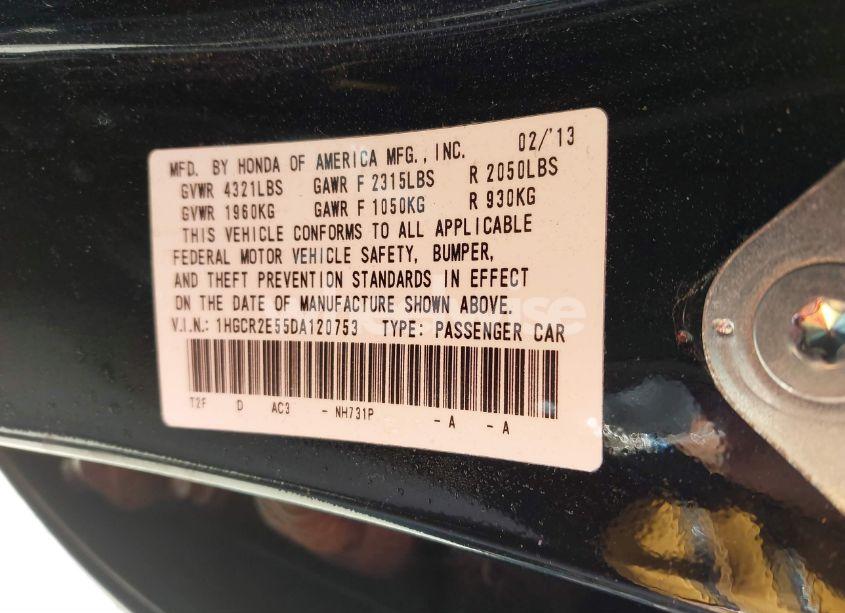 MFD. BY HONDA OF AMERICA MFG., INC. 02/'13
GVWR 4321LBS GAWR F 2315LBS R 2050LBS
GVWR 1960KG GAWR F 1050KG R 930KG
THIS VEHICLE CONFORMS TO ALL APPLICABLE
FEDERAL MOTOR VEHICLE SAFETY, BUMPER,
AND THEFT PREVENTION STANDARDS IN EFFECT
ON THE DATE OF MANUFACTURE SHOWN ABOVE.
V.I.N.: 1HGCR2E55DA120753 TYPE: PASSENGER CAR
T2F D AC3 - NH731P - A - A